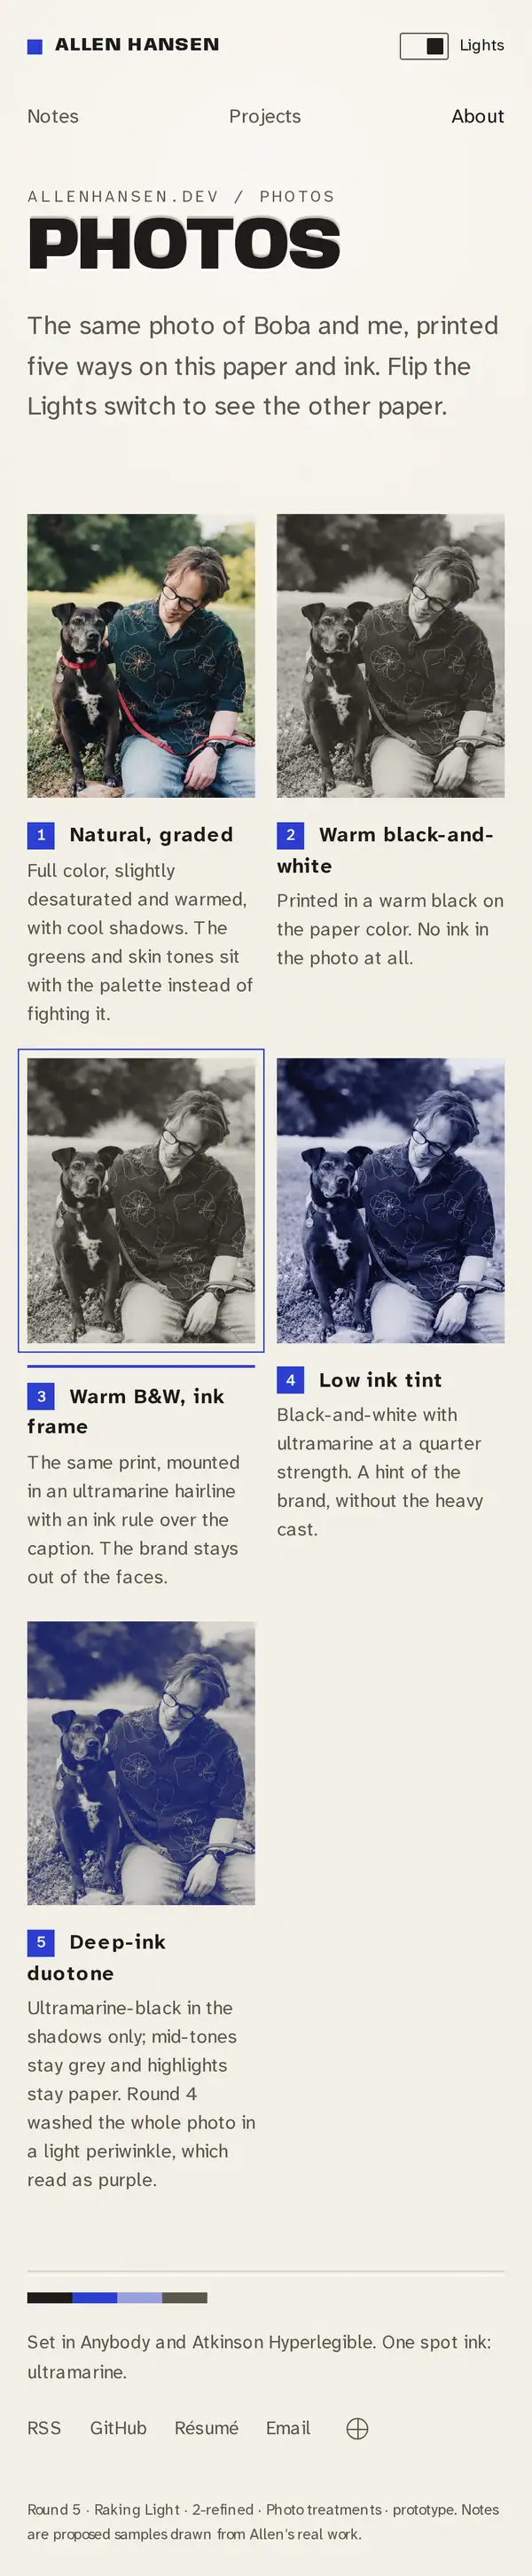 ALLEN HANSEN
Lights
Notes Projects About
ALLENHANSEN.DEV / PHOTOS
PHOTOS
The same photo of Boba and me, printed
five ways on this paper and ink. Flip the
Lights switch to see the other paper.
1 Natural, graded
Full color, slightly
desaturated and warmed,
with cool shadows. The
greens and skin tones sit
with the palette instead of
fighting it.
2 Warm black-and-
white
Printed in a warm black on
the paper color. No ink in
the photo at all.
3 Warm B&W, ink
frame
The same print, mounted
in an ultramarine hairline
with an ink rule over the
caption. The brand stays
out of the faces.
4 Low ink tint
Black-and-white with
ultramarine at a quarter
strength. A hint of the
brand, without the heavy
cast.
5 Deep-ink
duotone
Ultramarine-black in the
shadows only; mid-tones
stay grey and highlights
stay paper. Round 4
washed the whole photo in
a light periwinkle, which
read as purple.
Set in Anybody and Atkinson Hyperlegible. One spot ink:
ultramarine.
RSS GitHub Résumé Email
Round 5 · Raking Light · 2-refined · Photo treatments · prototype. Notes
are proposed samples drawn from Allen's real work.